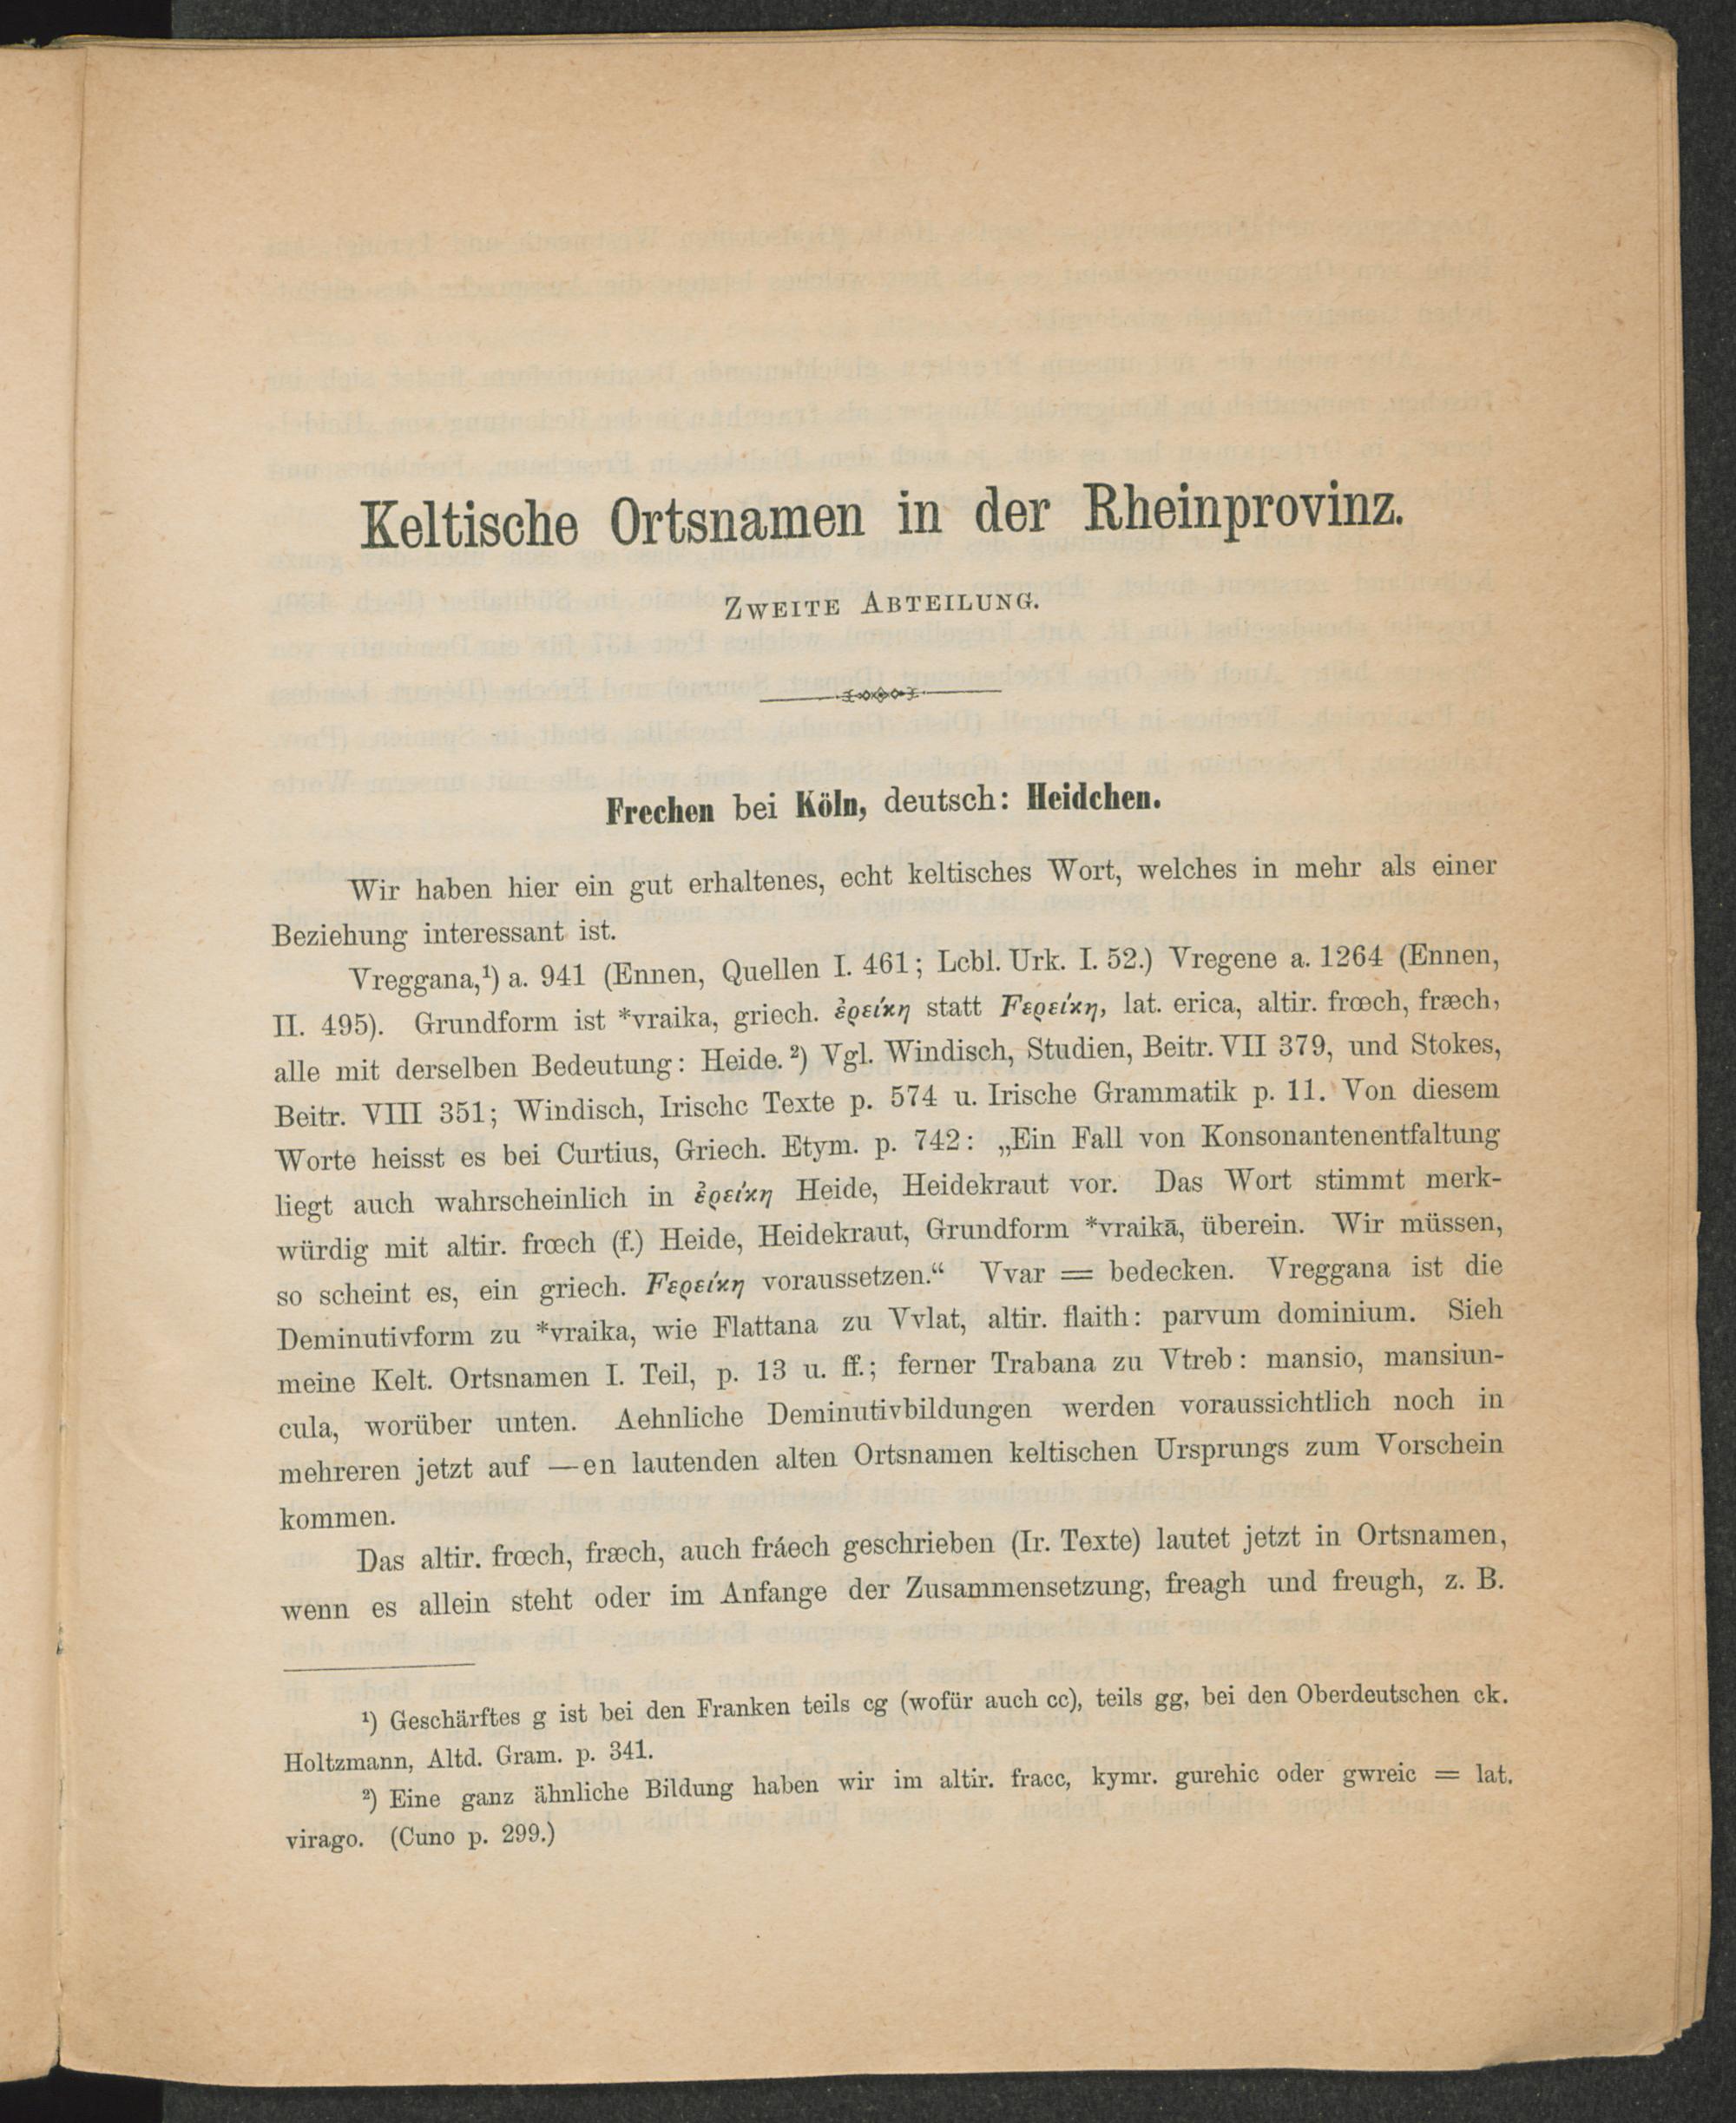 Keltische Ortsnamen in der Rheinprovinz.
Zweite Abteilung.
Frechen bei Köln, deutsch: Heidchen.
Wir haben hier ein gut erhaltenes, echt keltisches Wort, welches in mehr als einer
Beziehung interessant ist.
Vreggana,¹) a. 941 (Ennen, Quellen I. 461; Lcbl. Urk. I. 52.) Vregene a. 1264 (Ennen,
II. 495). Grundform ist *vraika, griech. ἐρείκη statt Fερείκη, lat. erica, altir. frœch, fræch,
alle mit derselben Bedeutung: Heide.²) Vgl. Windisch, Studien, Beitr. VII 379, und Stokes,
Beitr. VIII 351; Windisch, Irischc Texte p. 574 u. Irische Grammatik p. 11. Von diesem
Worte heisst es bei Curtius, Griech. Etym. p. 742: „Ein Fall von Konsonantenentfaltung
liegt auch wahrscheinlich in ἐρείκη Heide, Heidekraut vor. Das Wort stimmt merk-
würdig mit altir. frœch (f.) Heide, Heidekraut, Grundform *vraikā, überein. Wir müssen,
so scheint es, ein griech. Fερείκη voraussetzen.“ Vvar = bedecken. Vreggana ist die
Deminutivform zu *vraika, wie Flattana zu Vvlat, altir. flaith: parvum dominium. Sieh
meine Kelt. Ortsnamen I. Teil, p. 13 u. ff.; ferner Trabana zu Vtreb: mansio, mansiun-
cula, worüber unten. Aehnliche Deminutivbildungen werden voraussichtlich noch in
mehreren jetzt auf —en lautenden alten Ortsnamen keltischen Ursprungs zum Vorschein
kommen.
Das altir. frœch, fræch, auch fráech geschrieben (Ir. Texte) lautet jetzt in Ortsnamen,
wenn es allein steht oder im Anfange der Zusammensetzung, freagh und freugh, z. B.
¹) Geschärftes g ist bei den Franken teils cg (wofür auch cc), teils gg, bei den Oberdeutschen ck.
Holtzmann, Altd. Gram. p. 341.
²) Eine ganz ähnliche Bildung haben wir im altir. fracc, kymr. gurehic oder gwreic = lat.
virago. (Cuno p. 299.)